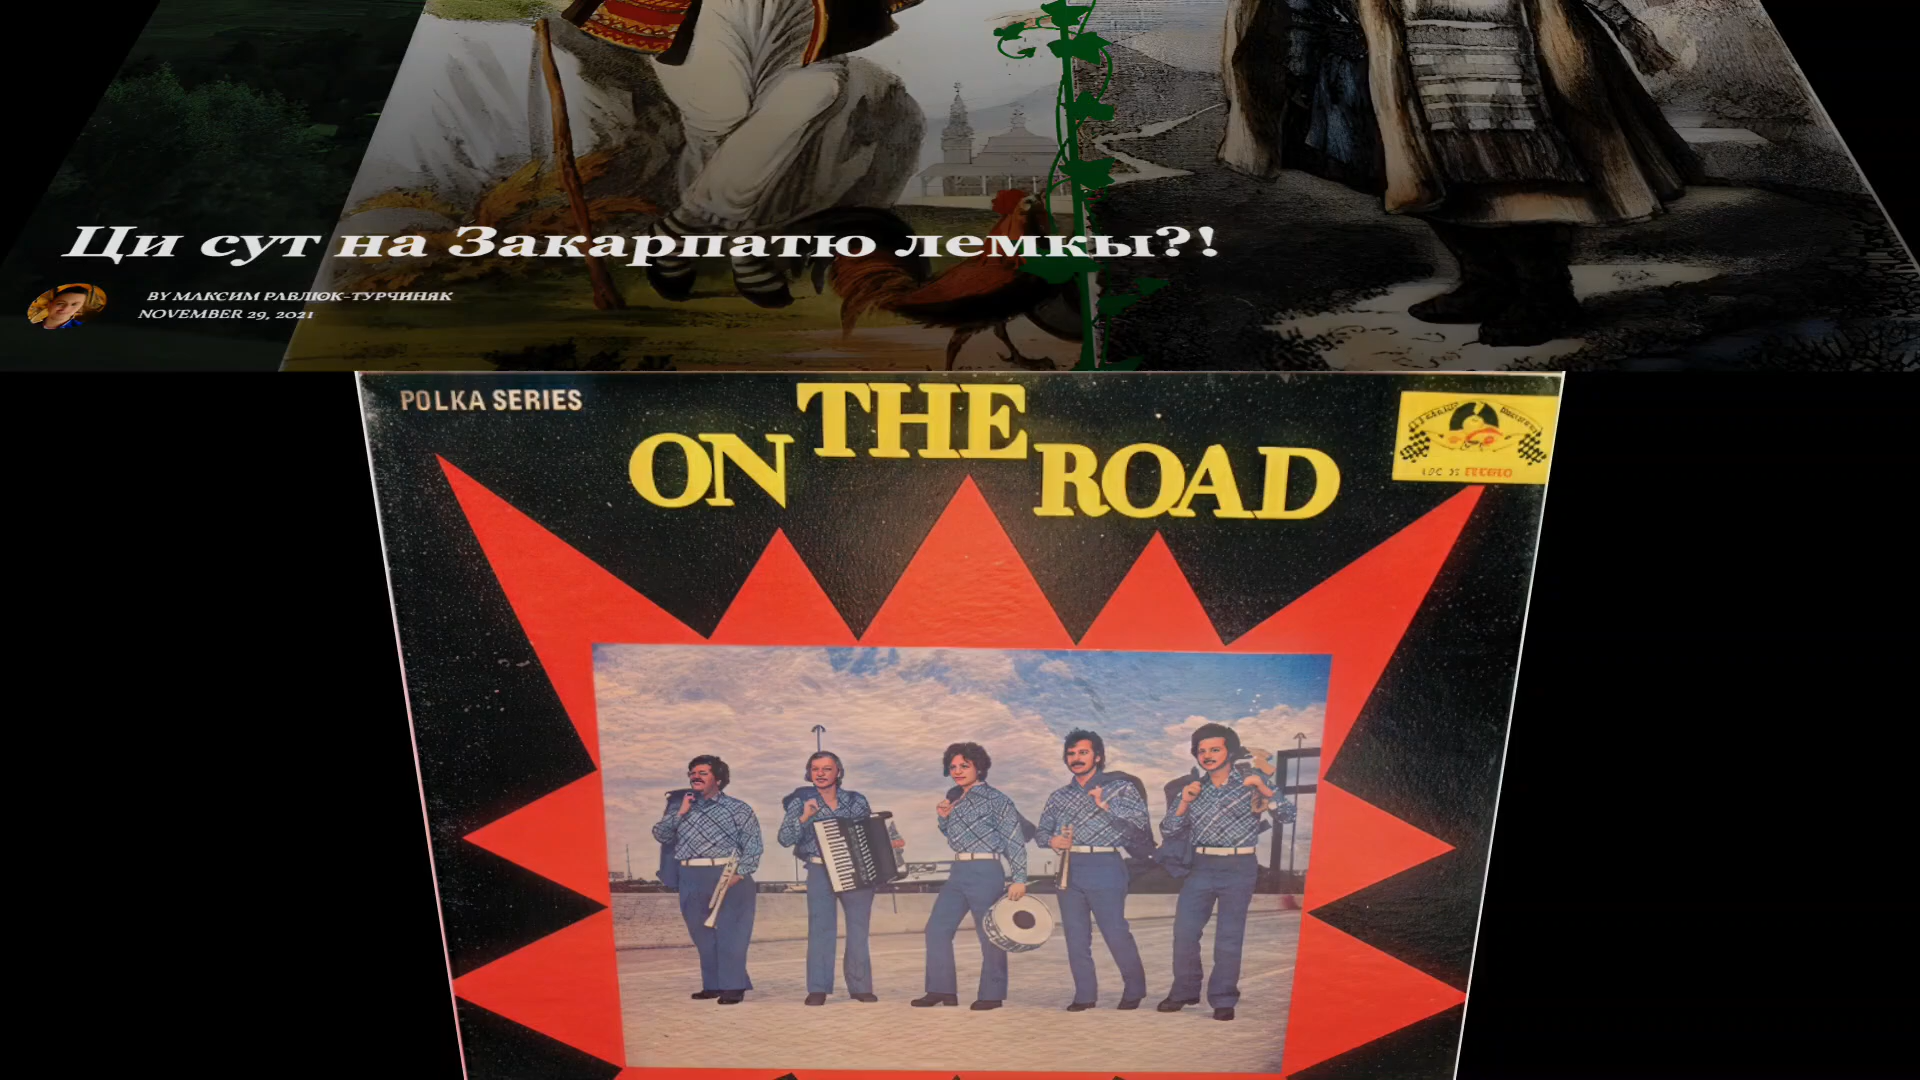 Ци сут на Закарпатю лемкы?!
BY МАКСИМ РАВЛЮК-ТУРЧИНЯК
NOVEMBER 29, 2021
POLKA SERIES
ON THE ROAD